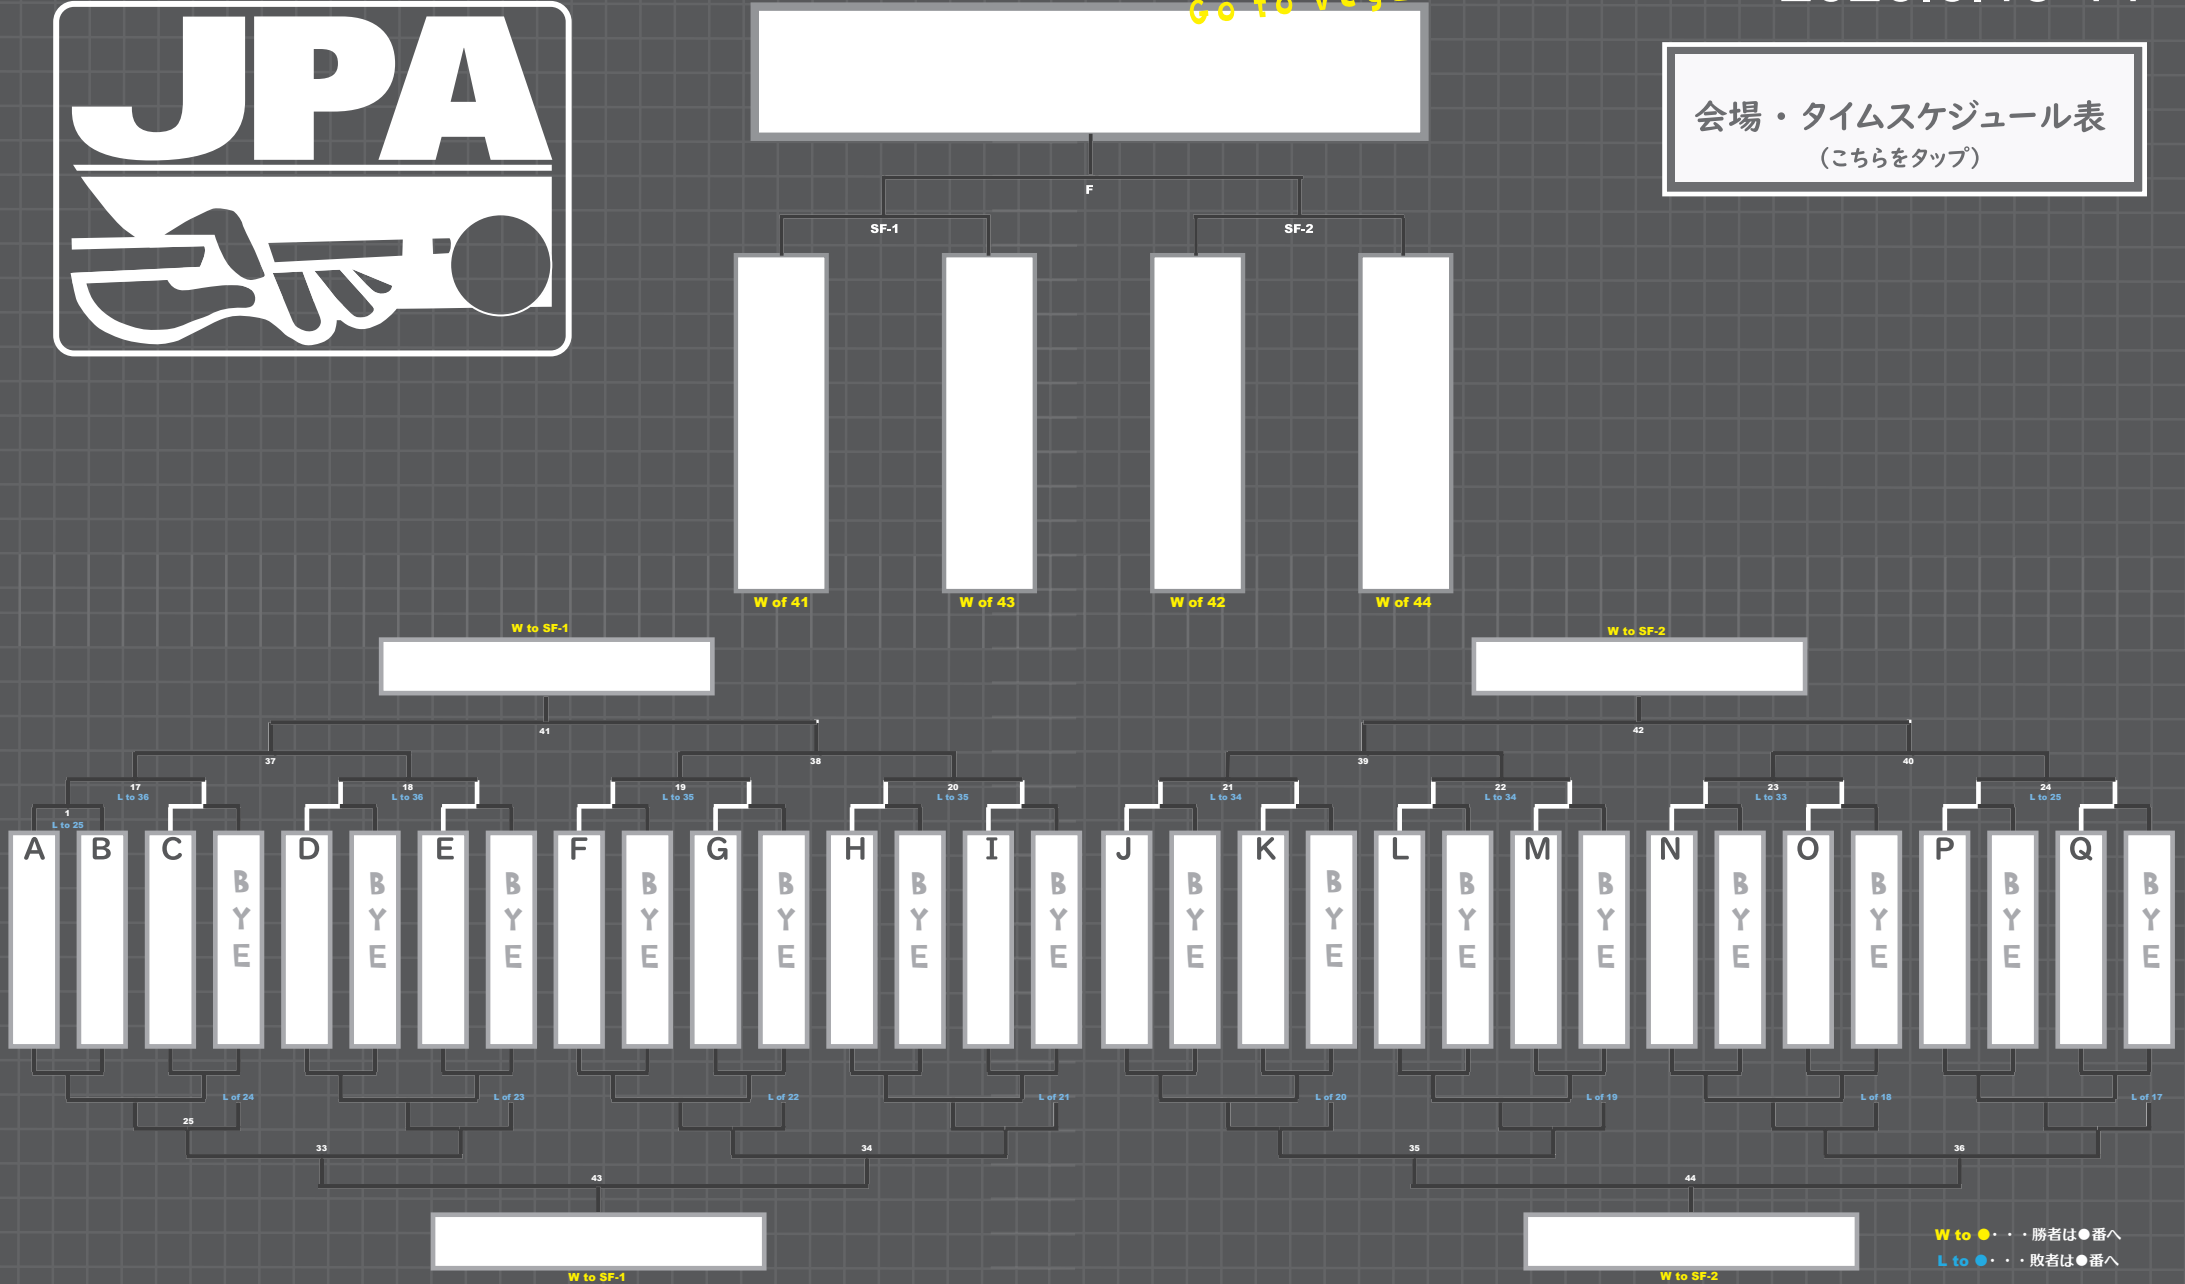 Go to
JPA
会場・タイムスケジュール表
(こちらをタップ)
F
SF-1
SF-2
W of 41
W of 43
W of 42
W of 44
W to SF-1
W to SF-2
41
42
37
38
39
40
17
18
19
20
21
22
23
24
L to 36
L to 36
L to 35
L to 35
L to 34
L to 34
L to 33
L to 25
1
L to 25
A
B
C
BYE
D
BYE
E
BYE
F
BYE
G
BYE
H
BYE
I
BYE
J
BYE
K
BYE
L
BYE
M
BYE
N
BYE
O
BYE
P
BYE
Q
BYE
L of 24
L of 23
L of 22
L of 21
L of 20
L of 19
L of 18
L of 17
25
33
34
35
36
43
44
W to SF-1
W to SF-2
W to ●・・・勝者は●番へ
L to ●・・・敗者は●番へ